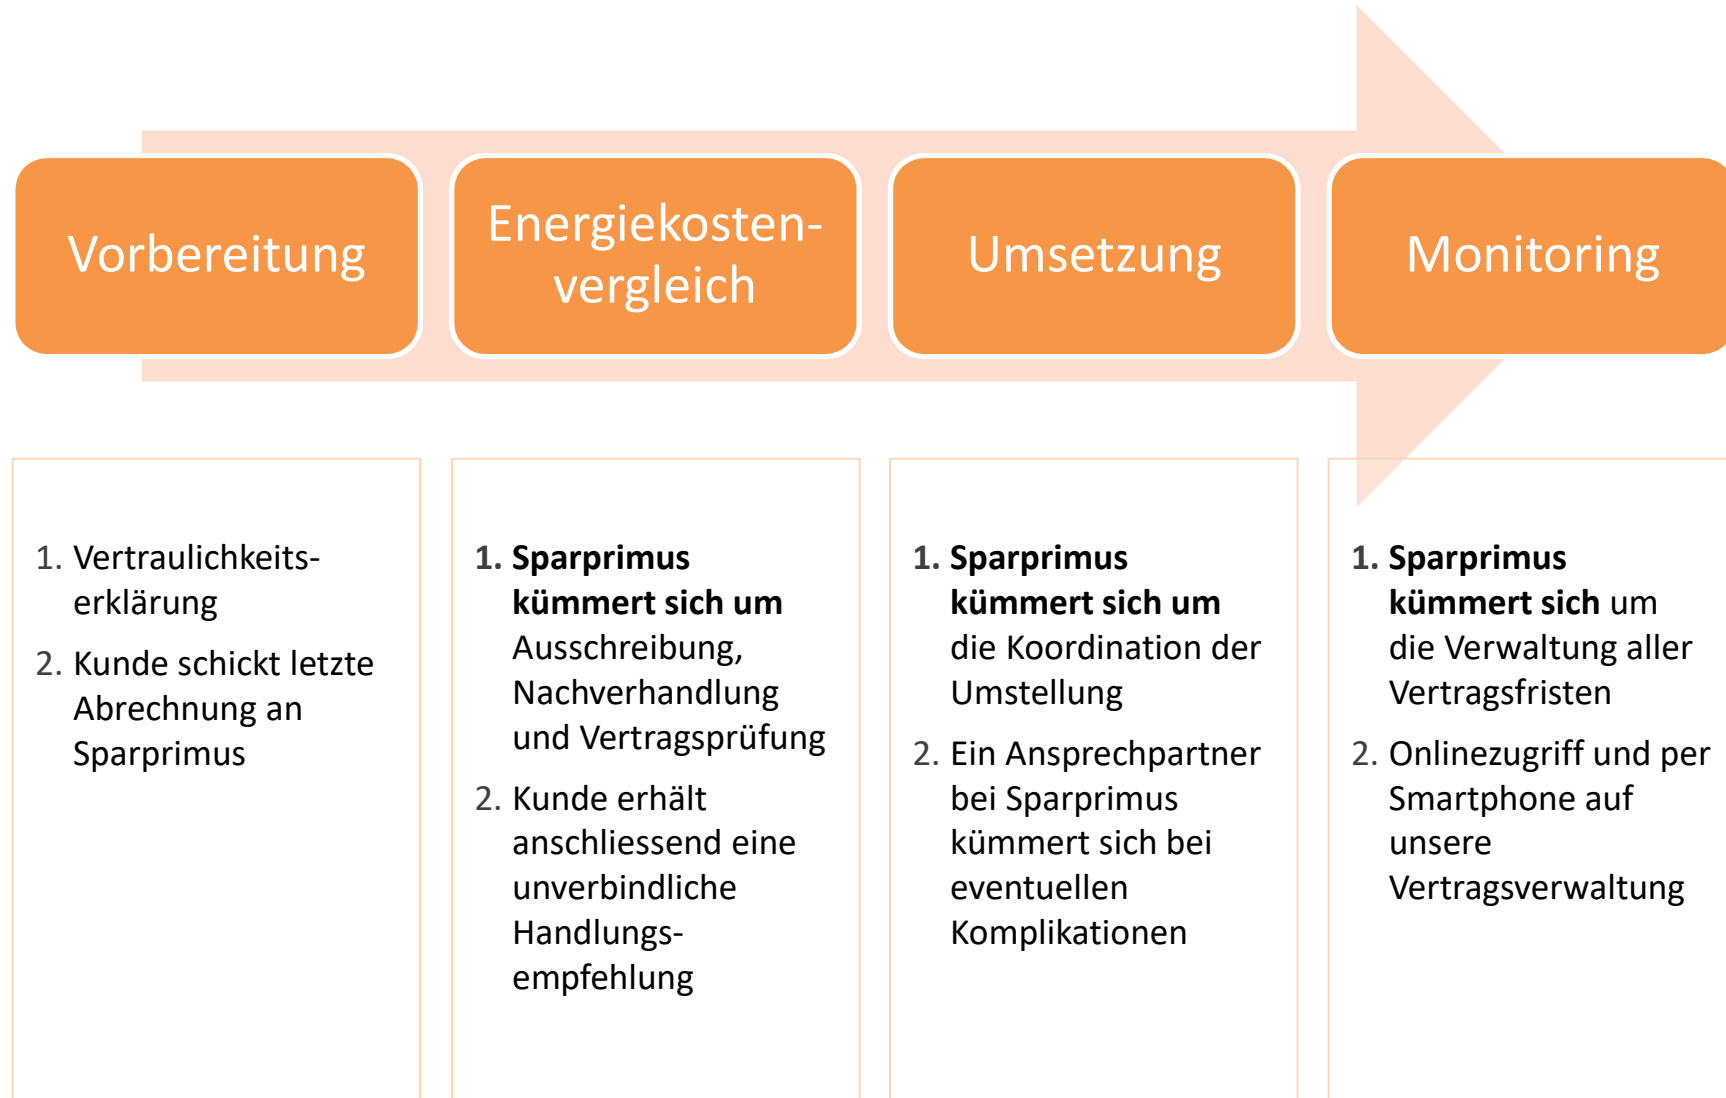 Vorbereitung
Energiekosten-
vergleich
Umsetzung
Monitoring
1. Vertraulichkeits-
erklärung
2. Kunde schickt letzte
Abrechnung an
Sparprimus
1. Sparprimus
kümmert sich um
Ausschreibung,
Nachverhandlung
und Vertragsprüfung
2. Kunde erhält
anschliessend eine
unverbindliche
Handlungs-
empfehlung
1. Sparprimus
kümmert sich um
die Koordination der
Umstellung
2. Ein Ansprechpartner
bei Sparprimus
kümmert sich bei
eventuellen
Komplikationen
1. Sparprimus
kümmert sich um
die Verwaltung aller
Vertragsfristen
2. Onlinezugriff und per
Smartphone auf
unsere
Vertragsverwaltung